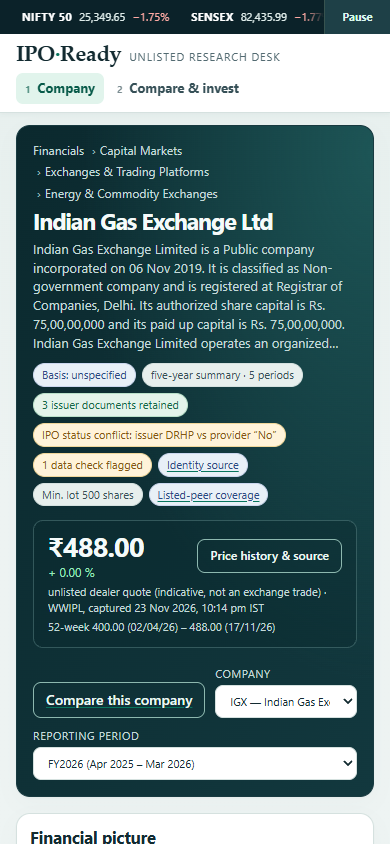 NIFTY 50 25,349.65 −1.75% SENSEX 82,435.99 −1.77
Pause
IPO·Ready UNLISTED RESEARCH DESK
1 Company 2 Compare & invest
Financials › Capital Markets
› Exchanges & Trading Platforms
› Energy & Commodity Exchanges
Indian Gas Exchange Ltd
Indian Gas Exchange Limited is a Public company
incorporated on 06 Nov 2019. It is classified as Non-
government company and is registered at Registrar of
Companies, Delhi. Its authorized share capital is Rs.
75,00,00,000 and its paid up capital is Rs. 75,00,00,000.
Indian Gas Exchange Limited operates an organized...
Basis: unspecified five-year summary · 5 periods
3 issuer documents retained
IPO status conflict: issuer DRHP vs provider “No”
1 data check flagged Identity source
Min. lot 500 shares Listed-peer coverage
₹488.00
+ 0.00 %
Price history & source
unlisted dealer quote (indicative, not an exchange trade) ·
WWIPL, captured 23 Nov 2026, 10:14 pm IST
52-week 400.00 (02/04/26) – 488.00 (17/11/26)
Compare this company
COMPANY
IGX — Indian Gas Ex
REPORTING PERIOD
FY2026 (Apr 2025 – Mar 2026)
Financial picture